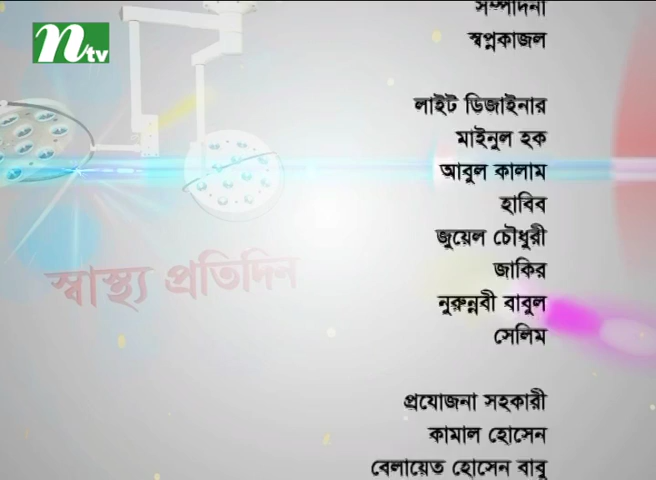 ntv
সম্পাদনা
স্বপ্নকাজল
লাইট ডিজাইনার
মাইনুল হক
আবুল কালাম
হাবিব
জুয়েল চৌধুরী
জাকির
নুরুন্নবী বাবুল
সেলিম
স্বাস্থ্য প্রতিদিন
প্রযোজনা সহকারী
কামাল হোসেন
বেলায়েত হোসেন বাবু